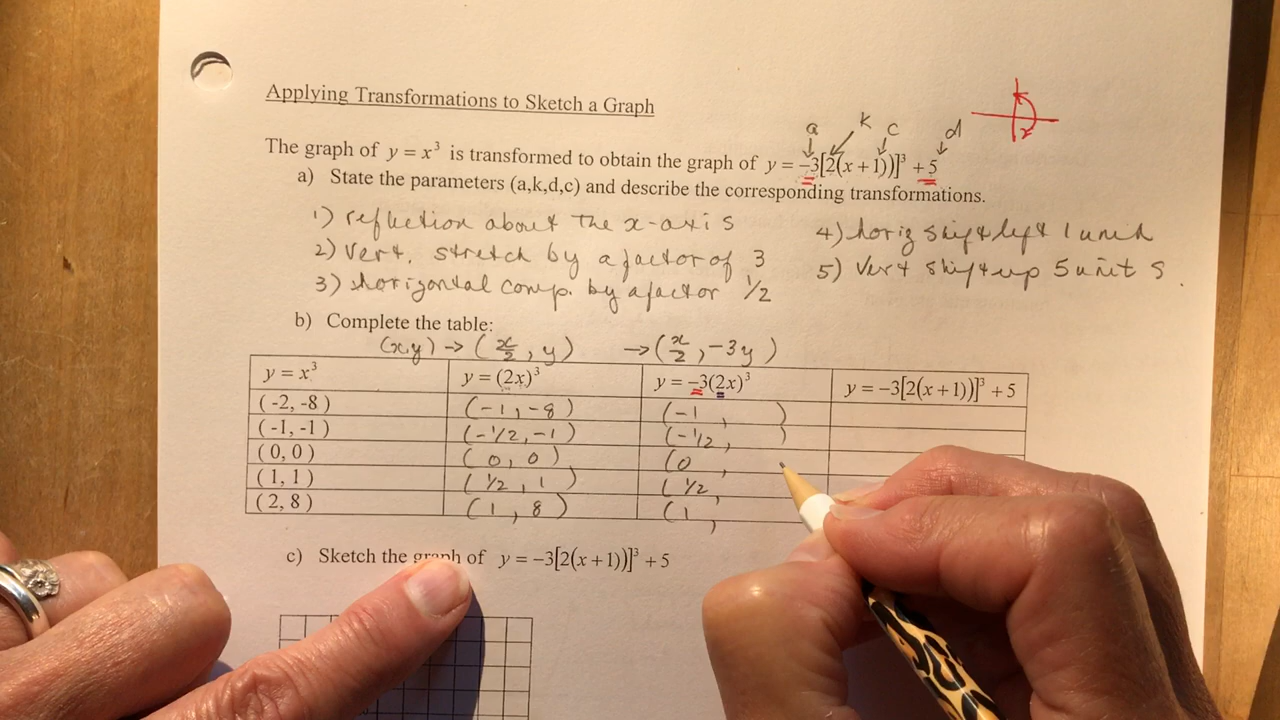 Applying Transformations to Sketch a Graph
a k c d
The graph of y = x³ is transformed to obtain the graph of y = −3[2(x + 1))]³ + 5
a) State the parameters (a,k,d,c) and describe the corresponding transformations.
1) reflection about the x-axis
2) Vert. stretch by a factor of 3
3) horizontal comp. by a factor 1/2
4) horiz shift left 1 unit
5) Vert shift up 5 units.
b) Complete the table:
(x,y) → (x/2, y) → (x/2, -3y)
y = x³ y = (2x)³ y = −3(2x)³ y = −3[2(x + 1))]³ + 5
(-2, -8) (-1, -8) (-1, )
(-1, -1) (-1/2, -1) (-1/2, )
(0, 0) (0, 0) (0,
(1, 1) (1/2, 1) (1/2,
(2, 8) (1, 8) (1,
c) Sketch the graph of y = −3[2(x + 1))]³ + 5